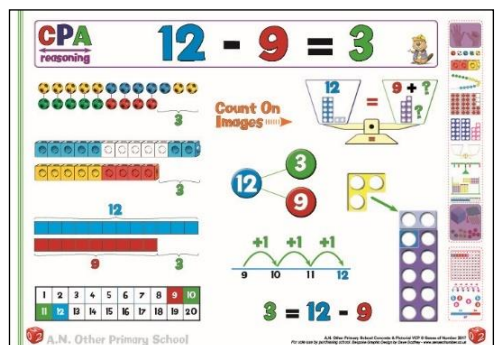 CPA
reasoning
12 - 9 = 3
3
Count On
Images
12
=
9 + ?
?
=
3
12
3
9
12
9
3
+1 +1 +1
9 10 11 12
1 2 3 4 5 6 7 8 9 10
11 12 13 14 15 16 17 18 19 20
3 = 12 - 9
A.N. Other Primary School